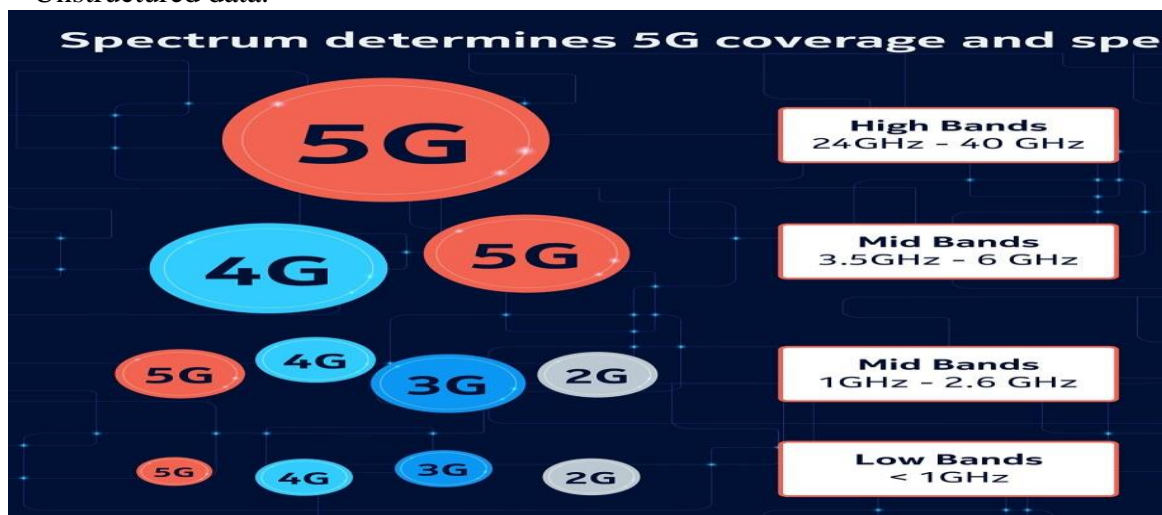 Unstructured data.
Spectrum determines 5G coverage and spe
5G
High Bands
24GHz - 40 GHz
4G
5G
Mid Bands
3.5GHz - 6 GHz
5G
4G
3G
2G
Mid Bands
1GHz - 2.6 GHz
5G
4G
3G
2G
Low Bands
< 1GHz